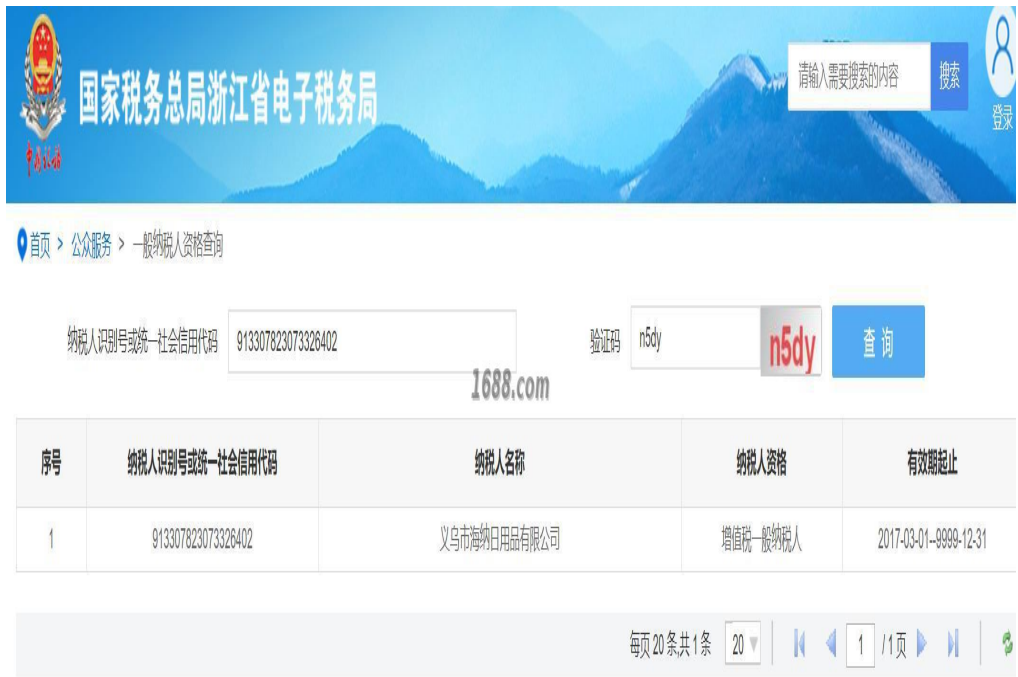 国家税务总局浙江省电子税务局
请输入需要搜索的内容 搜索
登录
中国税务
首页 > 公众服务 > 一般纳税人资格查询
纳税人识别号或统一社会信用代码 913307823073326402 验证码 n5dy n5dy 查 询
1688.com
序号 纳税人识别号或统一社会信用代码 纳税人名称 纳税人资格 有效期起止
1 913307823073326402 义乌市海纳日用品有限公司 增值税一般纳税人 2017-03-01--9999-12-31
每页20条,共1条 20 1 /1页